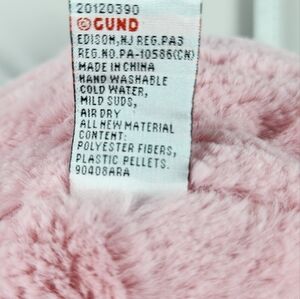 20120390
©GUND
EDISON,NJ REG.PA8
REG.NO.PA-10586(CN)
MADE IN CHINA
HAND WASHABLE
COLD WATER,
MILD SUDS,
AIR DRY
ALL NEW MATERIAL
CONTENT:
POLYESTER FIBERS,
PLASTIC PELLETS.
90408ARA